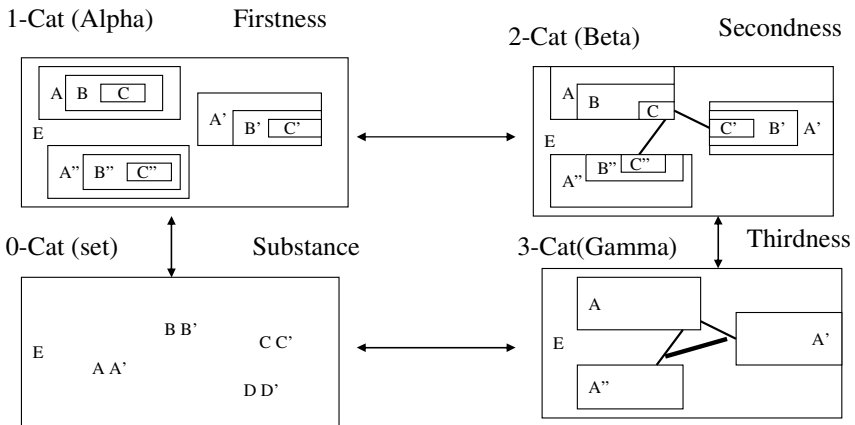 1-Cat (Alpha) Firstness
A B C
A’ B’ C’
E
A” B” C”
2-Cat (Beta) Secondness
A B C
C’ B’ A’
E
A” B” C”
0-Cat (set) Substance
B B’
E
C C’
A A’
D D’
3-Cat(Gamma) Thirdness
A
E
A’
A”